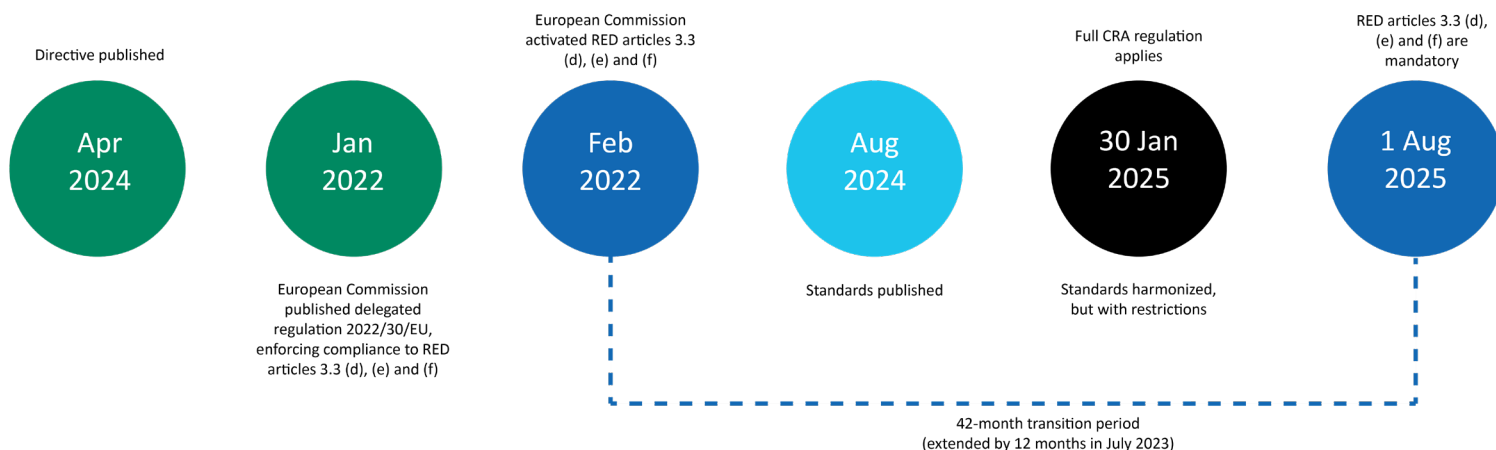 Directive published
Apr
2024
Jan
2022
European Commission
published delegated
regulation 2022/30/EU,
enforcing compliance to RED
articles 3.3 (d), (e) and (f)
European Commission
activated RED articles 3.3
(d), (e) and (f)
Feb
2022
Aug
2024
Standards published
Full CRA regulation
applies
30 Jan
2025
Standards harmonized,
but with restrictions
RED articles 3.3 (d),
(e) and (f) are
mandatory
1 Aug
2025
42-month transition period
(extended by 12 months in July 2023)